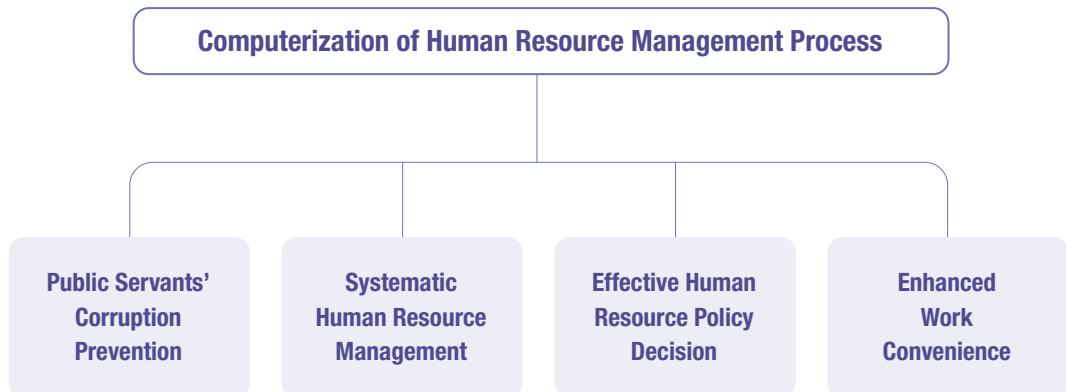 Computerization of Human Resource Management Process
Public Servants’
Corruption
Prevention
Systematic
Human Resource
Management
Effective Human
Resource Policy
Decision
Enhanced
Work
Convenience